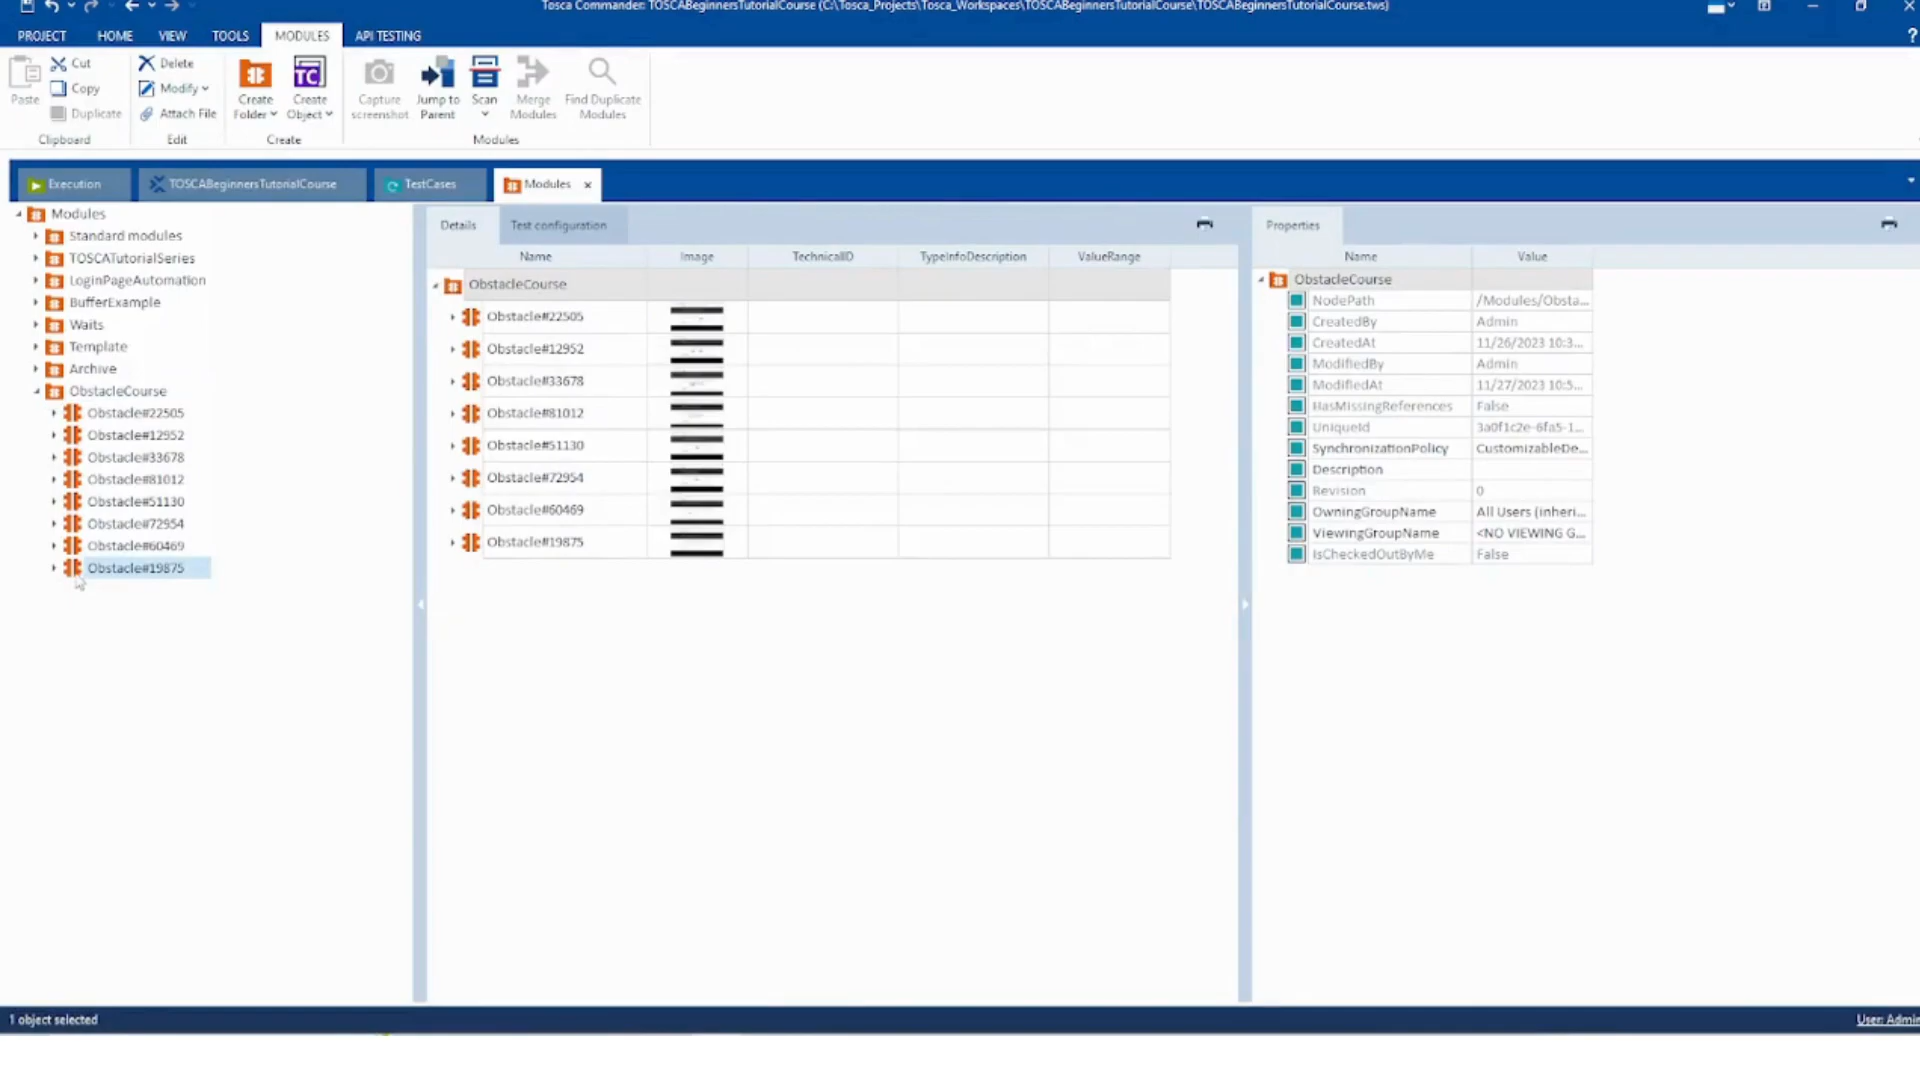 Tosca Commander: TOSCABeginnersTutorialCourse (C:\Tosca_Projects\Tosca_Workspaces\TOSCABeginnersTutorialCourse\TOSCABeginnersTutorialCourse.tws)
PROJECT HOME VIEW TOOLS MODULES API TESTING ?
Paste Cut Copy Duplicate
Clipboard
Delete Modify Attach File
Edit
Create Folder Create Object
Create
Capture screenshot Jump to Parent Scan Merge Modules Find Duplicate Modules
Modules
Execution TOSCABeginnersTutorialCourse TestCases Modules x
Modules
Standard modules
TOSCATutorialSeries
LoginPageAutomation
BufferExample
Waits
Template
Archive
ObstacleCourse
Obstacle#22505
Obstacle#12952
Obstacle#33678
Obstacle#81012
Obstacle#51130
Obstacle#72954
Obstacle#60469
Obstacle#19875
Details Test configuration
Name Image TechnicalID TypeInfoDescription ValueRange
ObstacleCourse
Obstacle#22505
Obstacle#12952
Obstacle#33678
Obstacle#81012
Obstacle#51130
Obstacle#72954
Obstacle#60469
Obstacle#19875
Properties
Name Value
ObstacleCourse
NodePath /Modules/Obsta...
CreatedBy Admin
CreatedAt 11/26/2023 10:3...
ModifiedBy Admin
ModifiedAt 11/27/2023 10:5...
HasMissingReferences False
UniqueId 3a0f1c2e-6fa5-1...
SynchronizationPolicy CustomizableDe...
Description
Revision 0
OwningGroupName All Users (inheri...
ViewingGroupName <NO VIEWING G...
IsCheckedOutByMe False
1 object selected
User: Admin